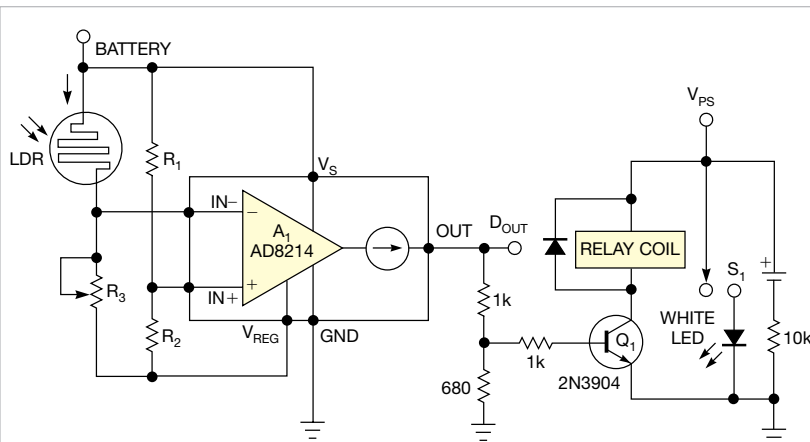 BATTERY
LDR
R1
VS
IN−
−
A1
AD8214
R3
+
IN+
R2
VREG
GND
OUT
DOUT
1k
1k
680
VPS
RELAY COIL
Q1
2N3904
S1
WHITE
LED
+
10k